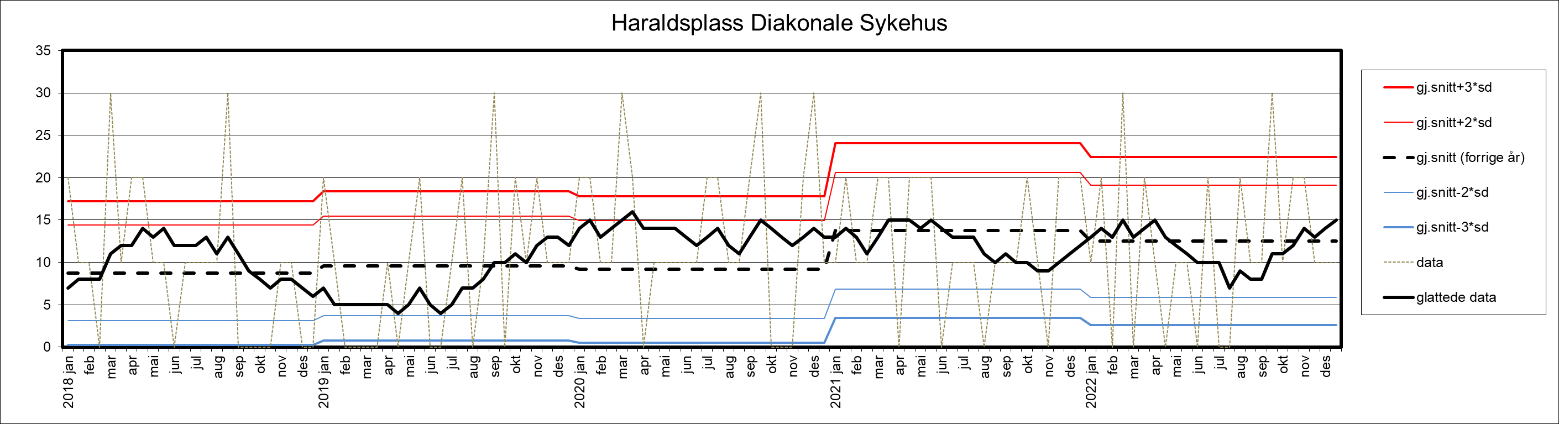 Haraldsplass Diakonale Sykehus
35
30
25
20
15
10
5
0
2018 jan
feb
mar
apr
mai
jun
jul
aug
sep
okt
nov
des
2019 jan
feb
mar
apr
mai
jun
jul
aug
sep
okt
nov
des
2020 jan
feb
mar
apr
mai
jun
jul
aug
sep
okt
nov
des
2021 jan
feb
mar
apr
mai
jun
jul
aug
sep
okt
nov
des
2022 jan
feb
mar
apr
mai
jun
jul
aug
sep
okt
nov
des
gj.snitt+3*sd
gj.snitt+2*sd
gj.snitt (forrige år)
gj.snitt-2*sd
gj.snitt-3*sd
data
glattede data